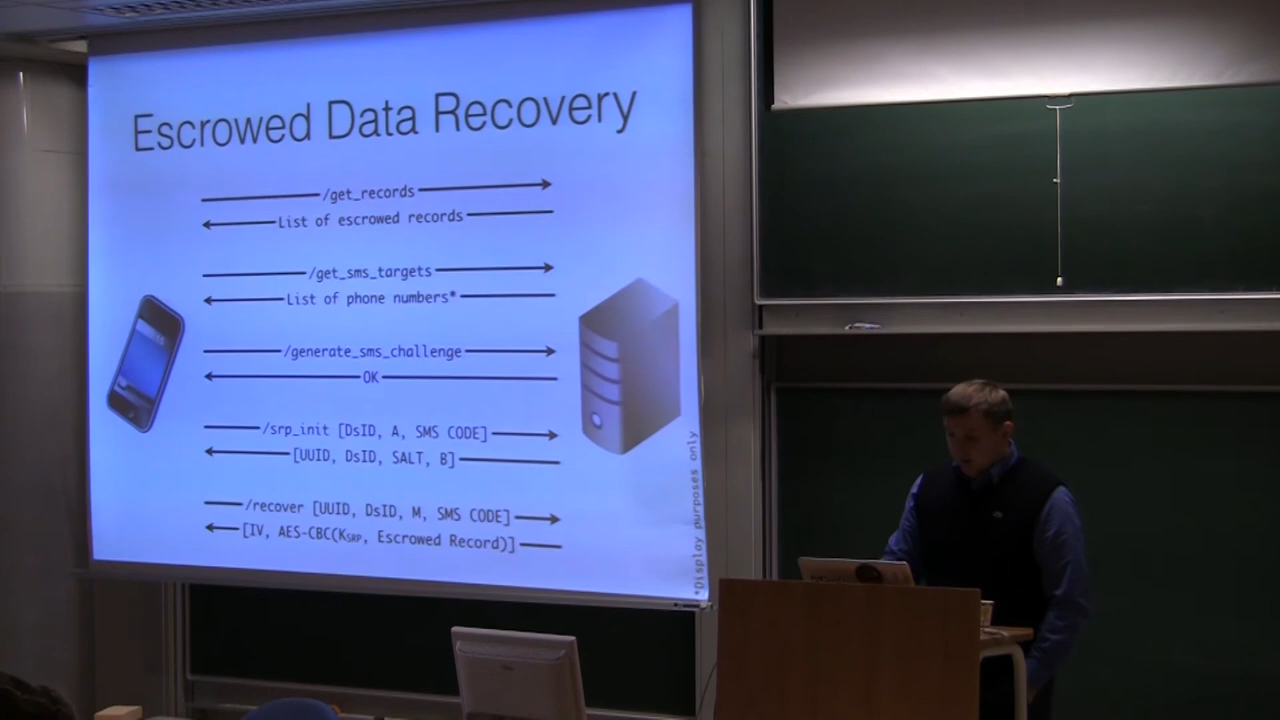 Escrowed Data Recovery
/get_records
List of escrowed records
/get_sms_targets
List of phone numbers*
/generate_sms_challenge
OK
/srp_init [DsID, A, SMS CODE]
[UUID, DsID, SALT, B]
/recover [UUID, DsID, M, SMS CODE]
[IV, AES-CBC(KSRP, Escrowed Record)]
*Display purposes only